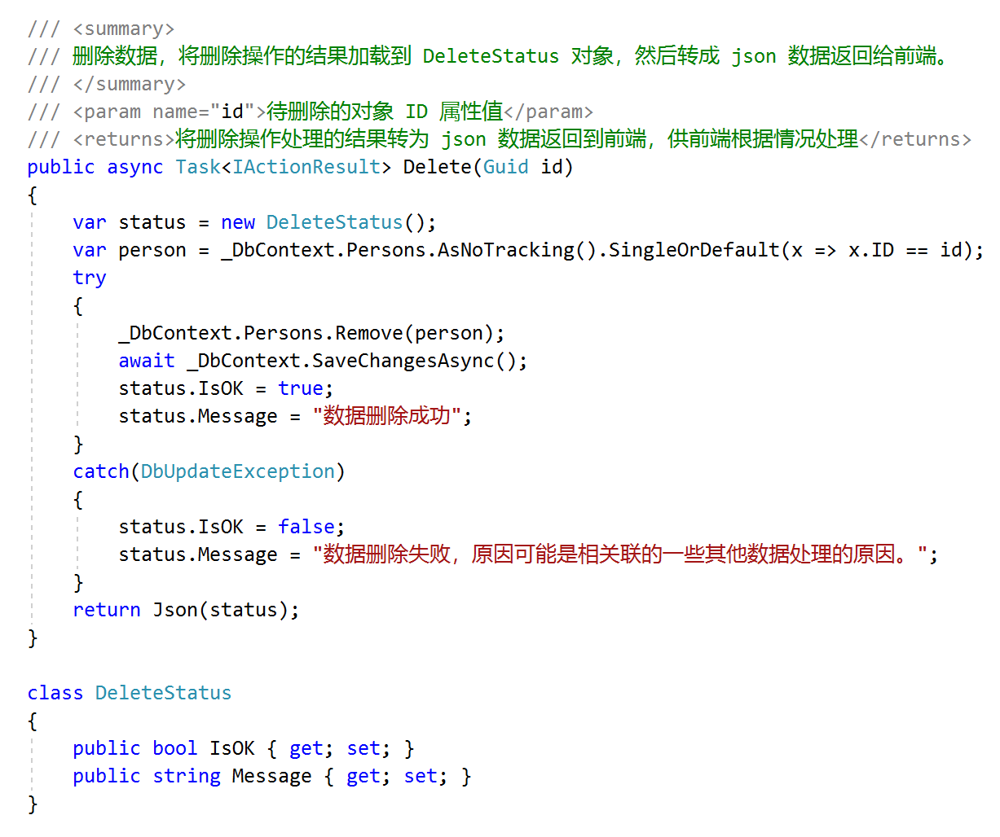 /// <summary>
/// 删除数据，将删除操作的结果加载到 DeleteStatus 对象，然后转成 json 数据返回给前端。
/// </summary>
/// <param name="id">待删除的对象 ID 属性值</param>
/// <returns>将删除操作处理的结果转为 json 数据返回到前端，供前端根据情况处理</returns>
public async Task<IActionResult> Delete(Guid id)
{
    var status = new DeleteStatus();
    var person = _DbContext.Persons.AsNoTracking().SingleOrDefault(x => x.ID == id);
    try
    {
        _DbContext.Persons.Remove(person);
        await _DbContext.SaveChangesAsync();
        status.IsOK = true;
        status.Message = "数据删除成功";
    }
    catch(DbUpdateException)
    {
        status.IsOK = false;
        status.Message = "数据删除失败，原因可能是相关联的一些其他数据处理的原因。";
    }
    return Json(status);
}

class DeleteStatus
{
    public bool IsOK { get; set; }
    public string Message { get; set; }
}